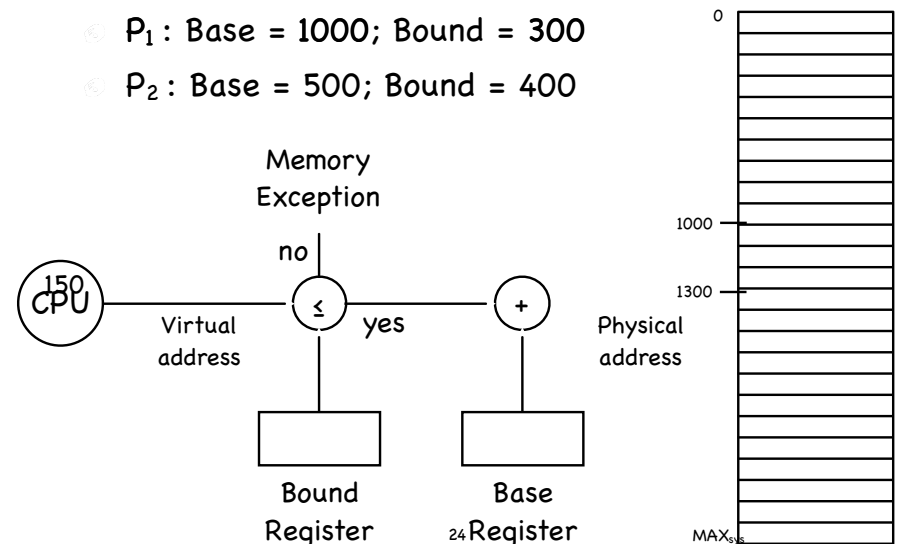 P₁ : Base = 1000; Bound = 300
P₂ : Base = 500; Bound = 400
0
Memory
Exception
no
1000
150
CPU
≤
+
1300
yes
Virtual
address
Physical
address
Bound
Register
Base
Register
24
MAXsys